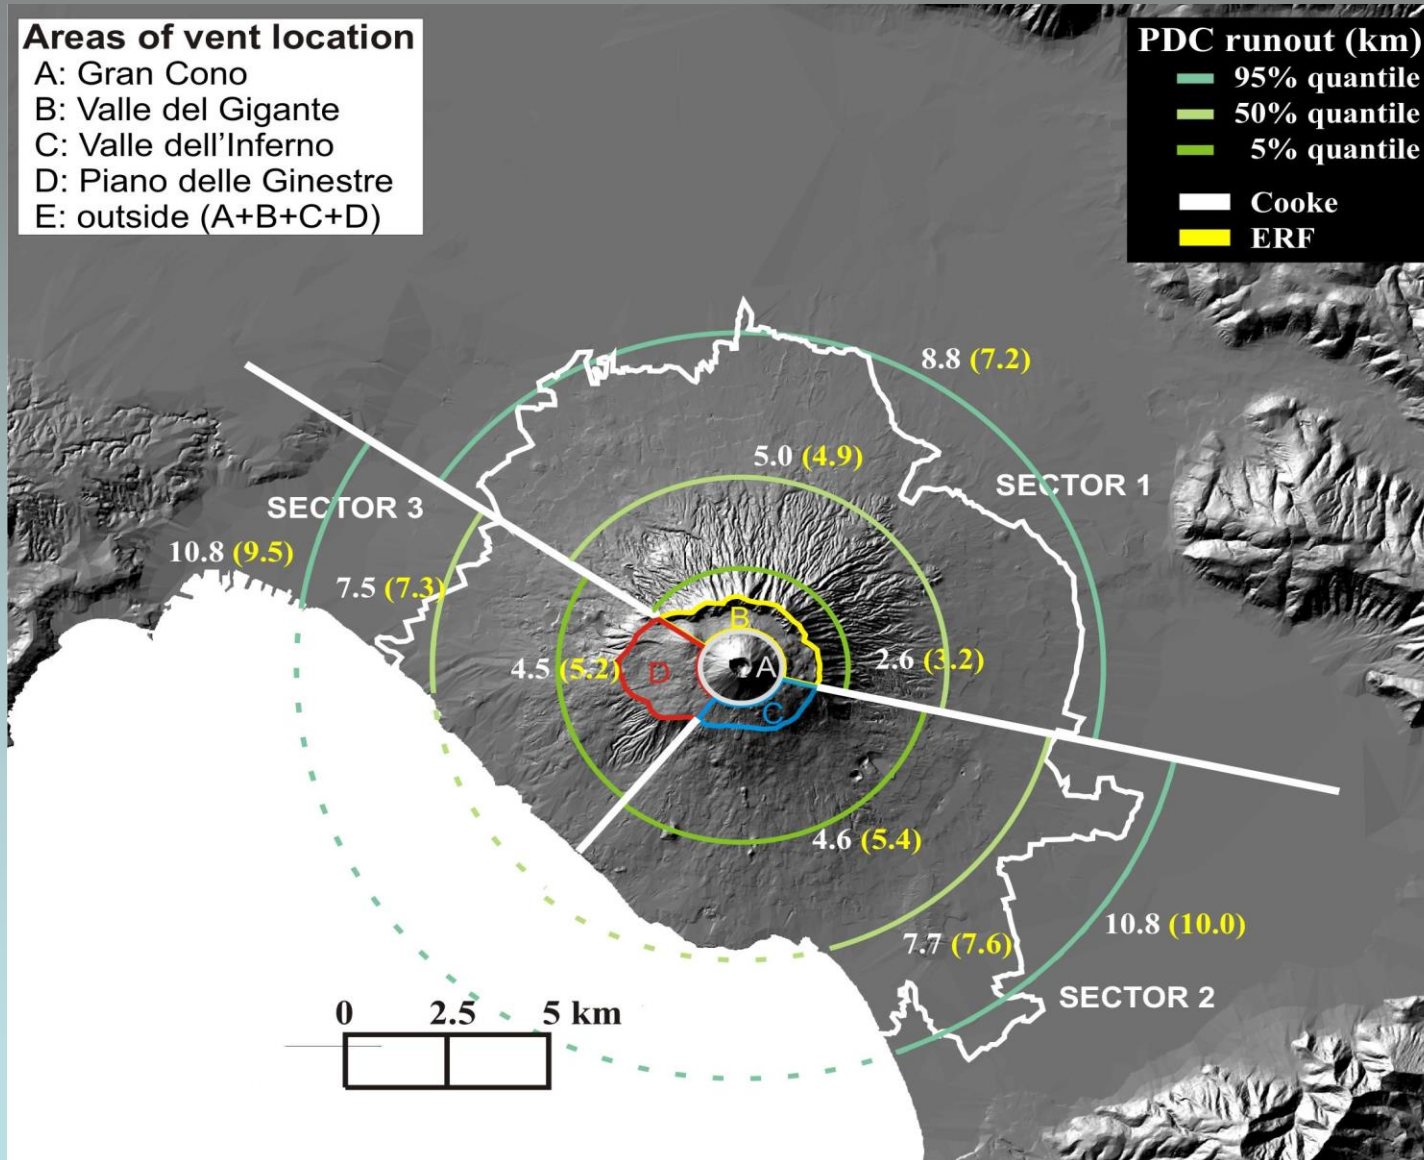 Areas of vent location
A: Gran Cono
B: Valle del Gigante
C: Valle dell'Inferno
D: Piano delle Ginestre
E: outside (A+B+C+D)
PDC runout (km)
95% quantile
50% quantile
5% quantile
Cooke
ERF
8.8 (7.2)
5.0 (4.9)
SECTOR 1
SECTOR 3
10.8 (9.5)
7.5 (7.3)
B
4.5 (5.2)
D
A
2.6 (3.2)
C
4.6 (5.4)
7.7 (7.6)
10.8 (10.0)
SECTOR 2
0 2.5 5 km